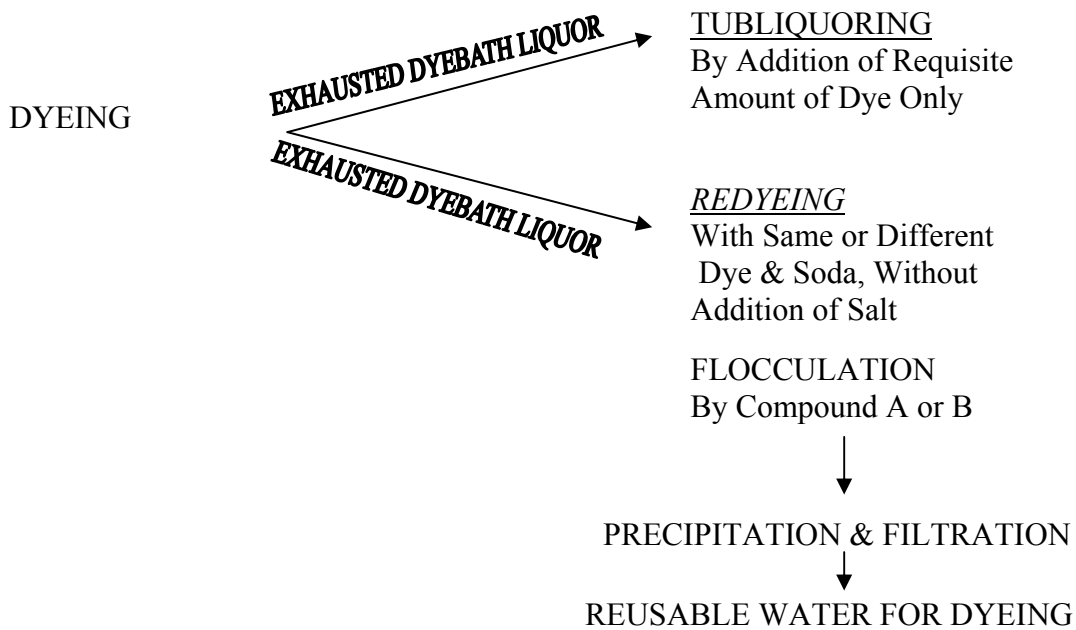 DYEING
EXHAUSTED DYEBATH LIQUOR
TUBLIQUORING
By Addition of Requisite
Amount of Dye Only
EXHAUSTED DYEBATH LIQUOR
REDYEING
With Same or Different
Dye & Soda, Without
Addition of Salt
FLOCCULATION
By Compound A or B
PRECIPITATION & FILTRATION
REUSABLE WATER FOR DYEING